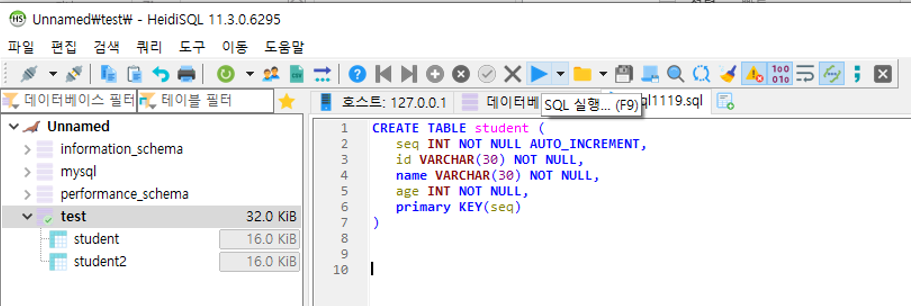 Unnamed₩test₩ - HeidiSQL 11.3.0.6295
파일 편집 검색 쿼리 도구 이동 도움말
데이터베이스 필터 테이블 필터
호스트: 127.0.0.1 데이터베 l1119.sql
SQL 실행... (F9)
Unnamed
information_schema
mysql
performance_schema
test 32.0 KiB
student 16.0 KiB
student2 16.0 KiB
1 CREATE TABLE student (
2 seq INT NOT NULL AUTO_INCREMENT,
3 id VARCHAR(30) NOT NULL,
4 name VARCHAR(30) NOT NULL,
5 age INT NOT NULL,
6 primary KEY(seq)
7 )
8
9
10